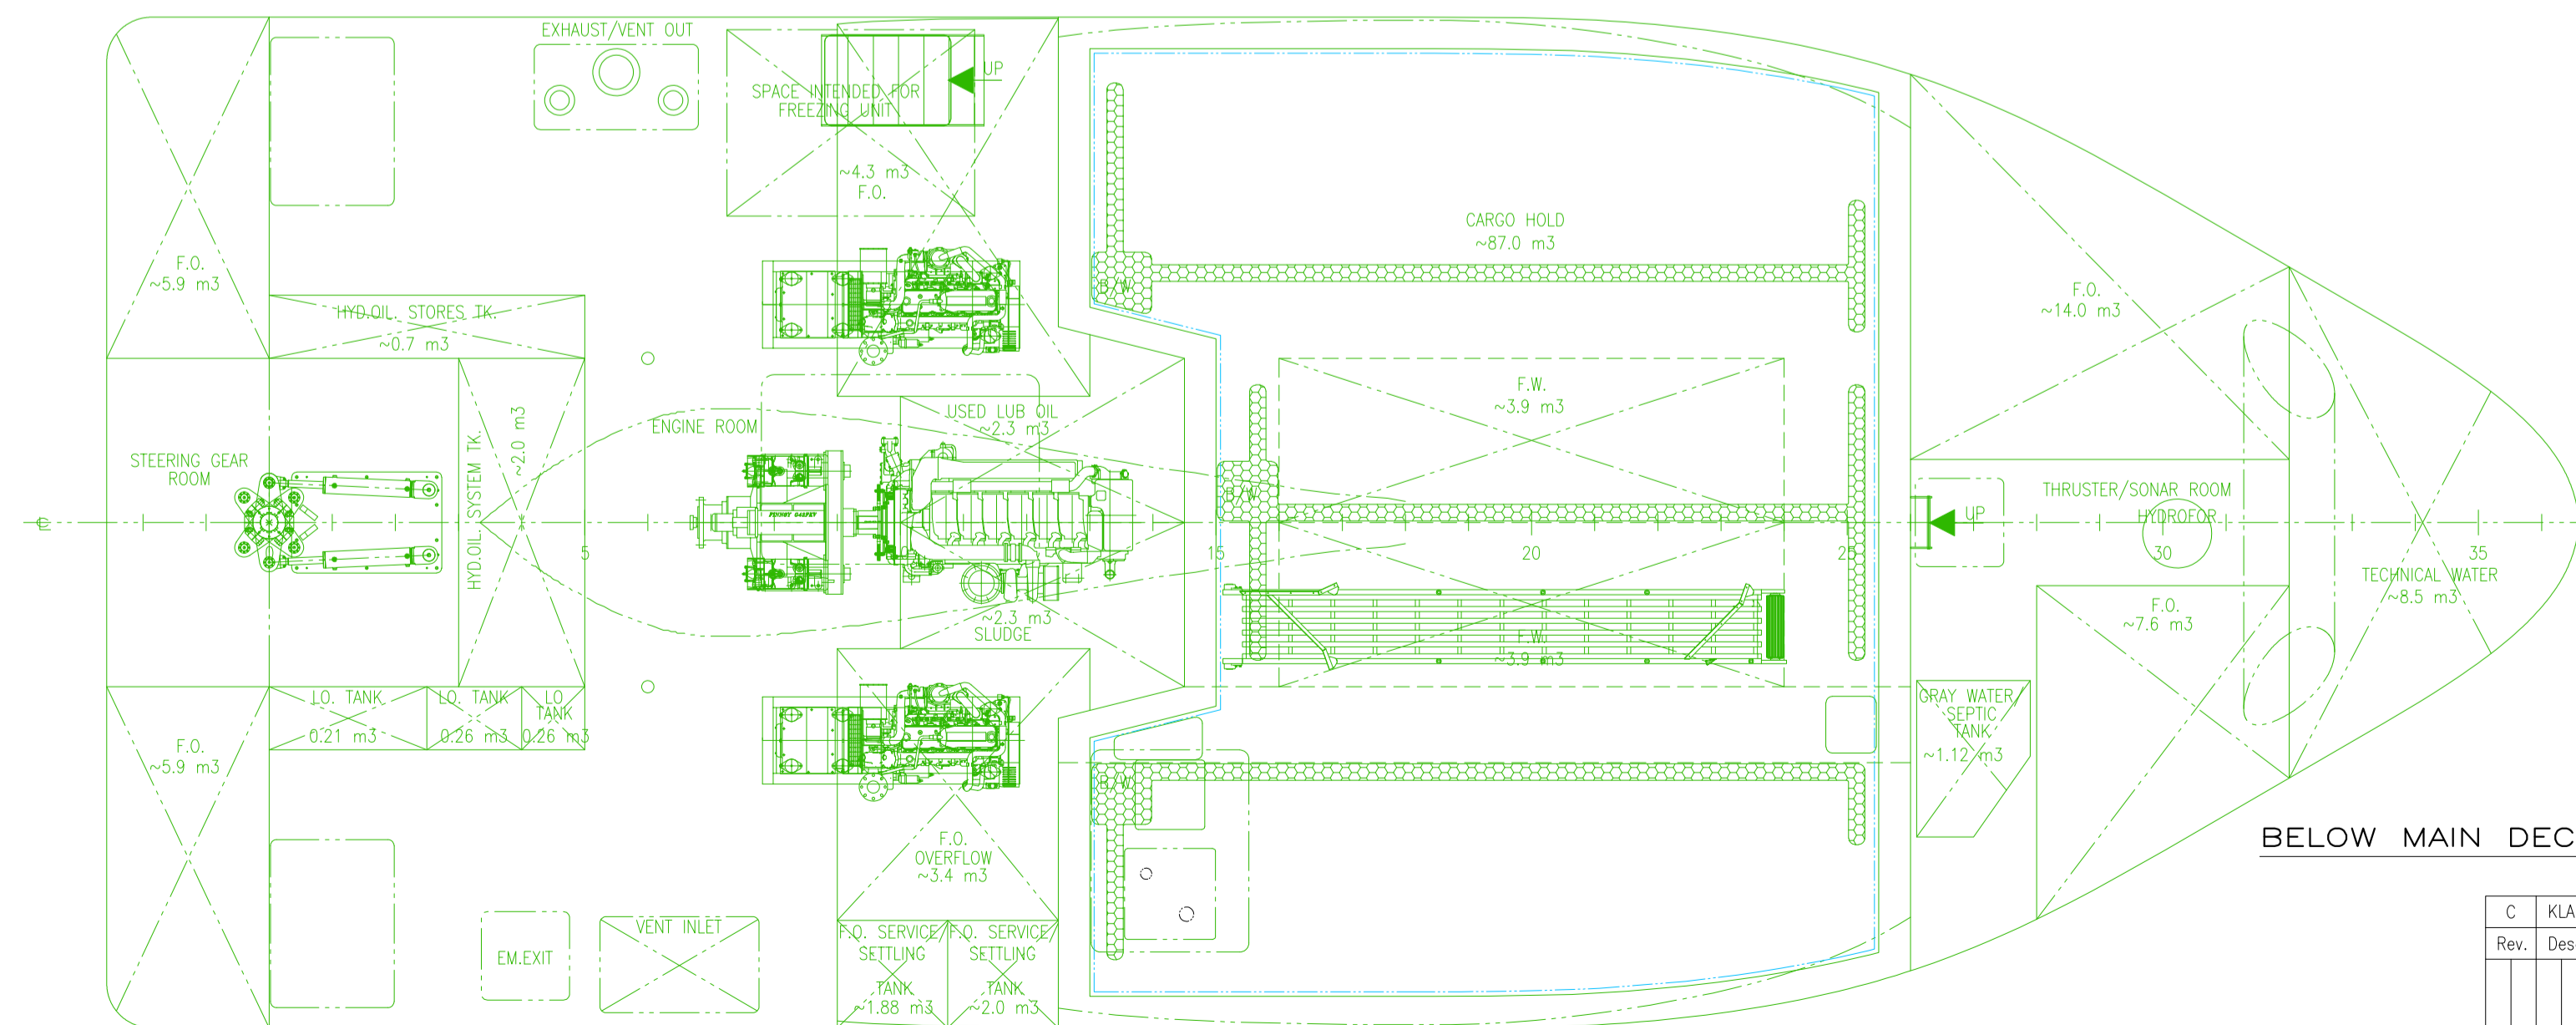 EXHAUST/VENT OUT
UP
SPACE INTENDED FOR
FREEZING UNIT
~4.3 m3
F.O.
CARGO HOLD
~87.0 m3
F.O.
~5.9 m3
HYD.OIL. STORES TK.
~0.7 m3
B/W
F.O.
~14.0 m3
F.W.
~3.9 m3
USED LUB OIL
~2.3 m3
ENGINE ROOM
~2.0 m3
HYD.OIL. SYSTEM TK.
STEERING GEAR
ROOM
B/W
THRUSTER/SONAR ROOM
HYDROFOR
UP
5
15
20
25
30
35
TECHNICAL WATER
~8.5 m3
F.O.
~7.6 m3
~2.3 m3
SLUDGE
F.W.
~3.9 m3
LO. TANK
0.21 m3
LO. TANK
0.26 m3
LO
TANK
0.26 m3
GRAY WATER/
SEPTIC
TANK
~1.12 m3
F.O.
~5.9 m3
B/W
F.O.
OVERFLOW
~3.4 m3
BELOW MAIN DEC
VENT INLET
EM.EXIT
F.O. SERVICE/
SETTLING
TANK
~1.88 m3
F.O. SERVICE/
SETTLING
TANK
~2.0 m3
C KLA
Rev. Des